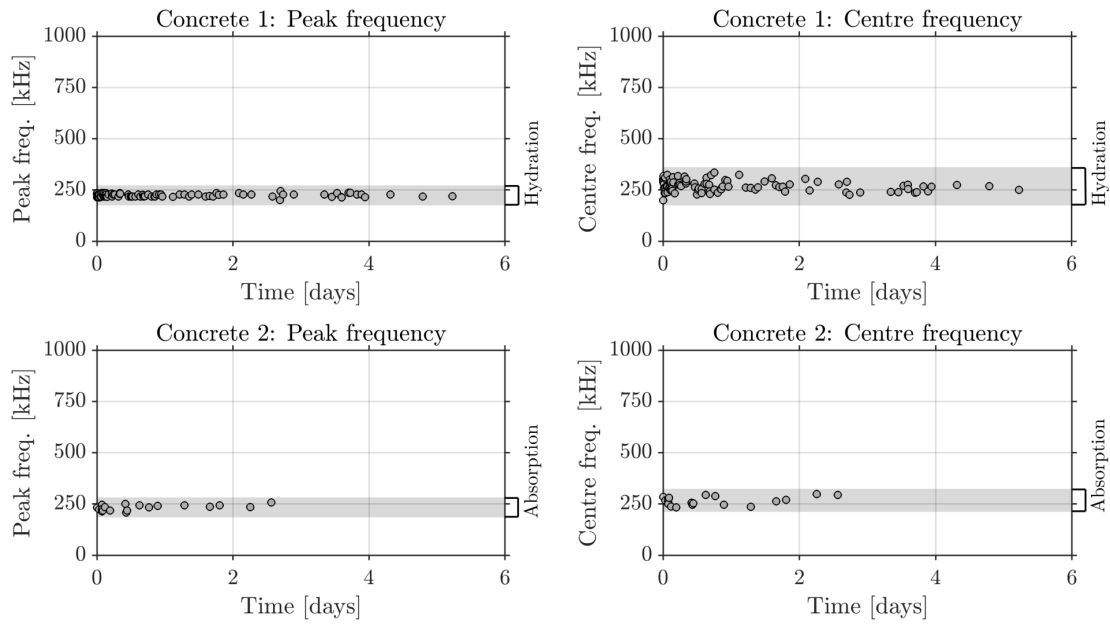 Concrete 1: Peak frequency
Peak freq. [kHz]
1000
750
500
250
0
0 2 4 6
Time [days]
Hydration
Concrete 1: Centre frequency
Centre freq. [kHz]
1000
750
500
250
0
0 2 4 6
Time [days]
Hydration
Concrete 2: Peak frequency
Peak freq. [kHz]
1000
750
500
250
0
0 2 4 6
Time [days]
Absorption
Concrete 2: Centre frequency
Centre freq. [kHz]
1000
750
500
250
0
0 2 4 6
Time [days]
Absorption